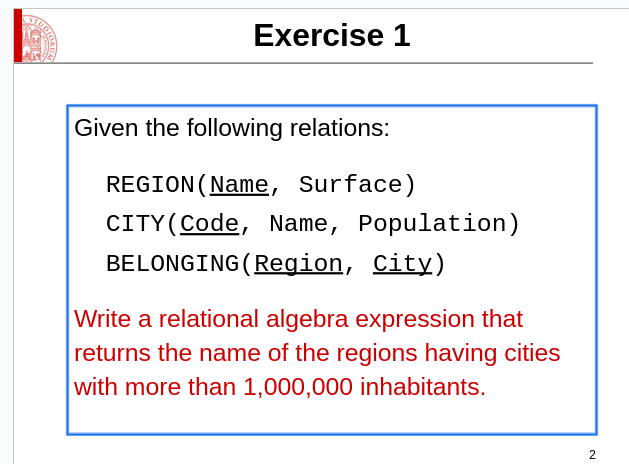 Exercise 1
Given the following relations:
REGION(Name, Surface)
CITY(Code, Name, Population)
BELONGING(Region, City)
Write a relational algebra expression that
returns the name of the regions having cities
with more than 1,000,000 inhabitants.
2